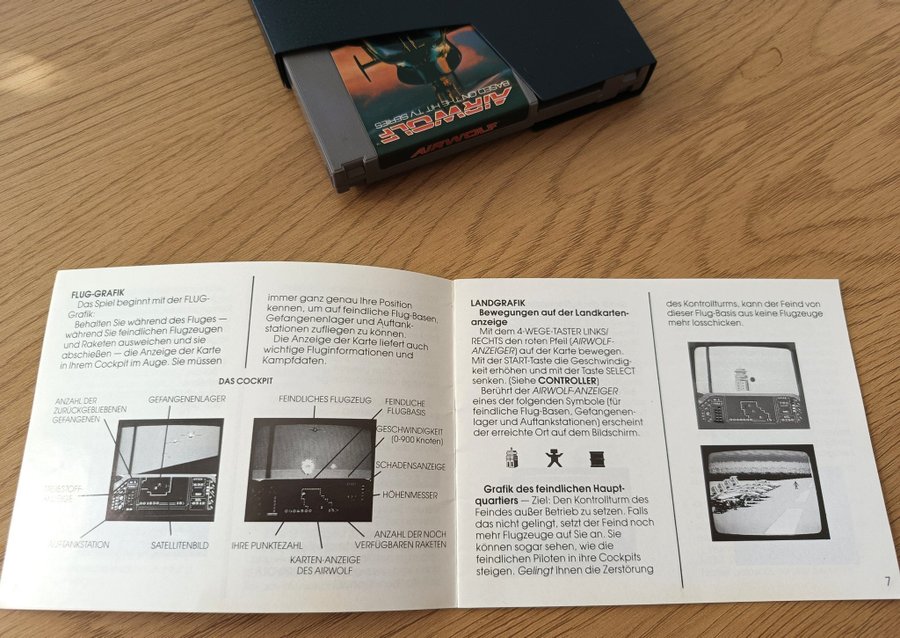 AIRWOLF
BASED ON THE HIT TV SERIES
AIRWOLF
FLUG-GRAFIK
Das Spiel beginnt mit der FLUG-
Grafik:
Behalten Sie während des Fluges —
während Sie feindlichen Flugzeugen
und Raketen ausweichen und sie
abschießen — die Anzeige der Karte
in Ihrem Cockpit im Auge. Sie müssen
immer ganz genau Ihre Position
kennen, um auf feindliche Flug-Basen,
Gefangenenlager und Auftank-
stationen zufliegen zu können.
Die Anzeige der Karte liefert auch
wichtige Fluginformationen und
Kampfdaten.
DAS COCKPIT
ANZAHL DER
ZURÜCKGEBLIEBENEN
GEFANGENEN
GEFANGENENLAGER
SATELLITENBILD
FEINDLICHES FLUGZEUG
FEINDLICHE
FLUGBASIS
GESCHWINDIGKEIT
(0-900 Knoten)
SCHADENSANZEIGE
HÖHENMESSER
ANZAHL DER NOCH
VERFÜGBAREN RAKETEN
IHRE PUNKTEZAHL
KARTEN-ANZEIGE
DES AIRWOLF
LANDGRAFIK
Bewegungen auf der Landkarten-
anzeige
Mit dem 4-WEGE-TASTER LINKS/
RECHTS den roten Pfeil (AIRWOLF-
ANZEIGER) auf der Karte bewegen.
Mit der START-Taste die Geschwindig-
keit erhöhen und mit der Taste SELECT
senken. (Siehe CONTROLLER)
Berührt der AIRWOLF-ANZEIGER
eines der folgenden Symbole (für
feindliche Flug-Basen, Gefangenen-
lager und Auftankstationen) erscheint
der erreichte Ort auf dem Bildschirm.
Grafik des feindlichen Haupt-
quartiers — Ziel: Den Kontrollturm des
Feindes außer Betrieb zu setzen. Falls
das nicht gelingt, setzt der Feind noch
mehr Flugzeuge auf Sie an. Sie
können sogar sehen, wie die
feindlichen Piloten in ihre Cockpits
steigen. Gelingt Ihnen die Zerstörung
des Kontrollturms, kann der Feind von
dieser Flug-Basis aus keine Flugzeuge
mehr losschicken.
7